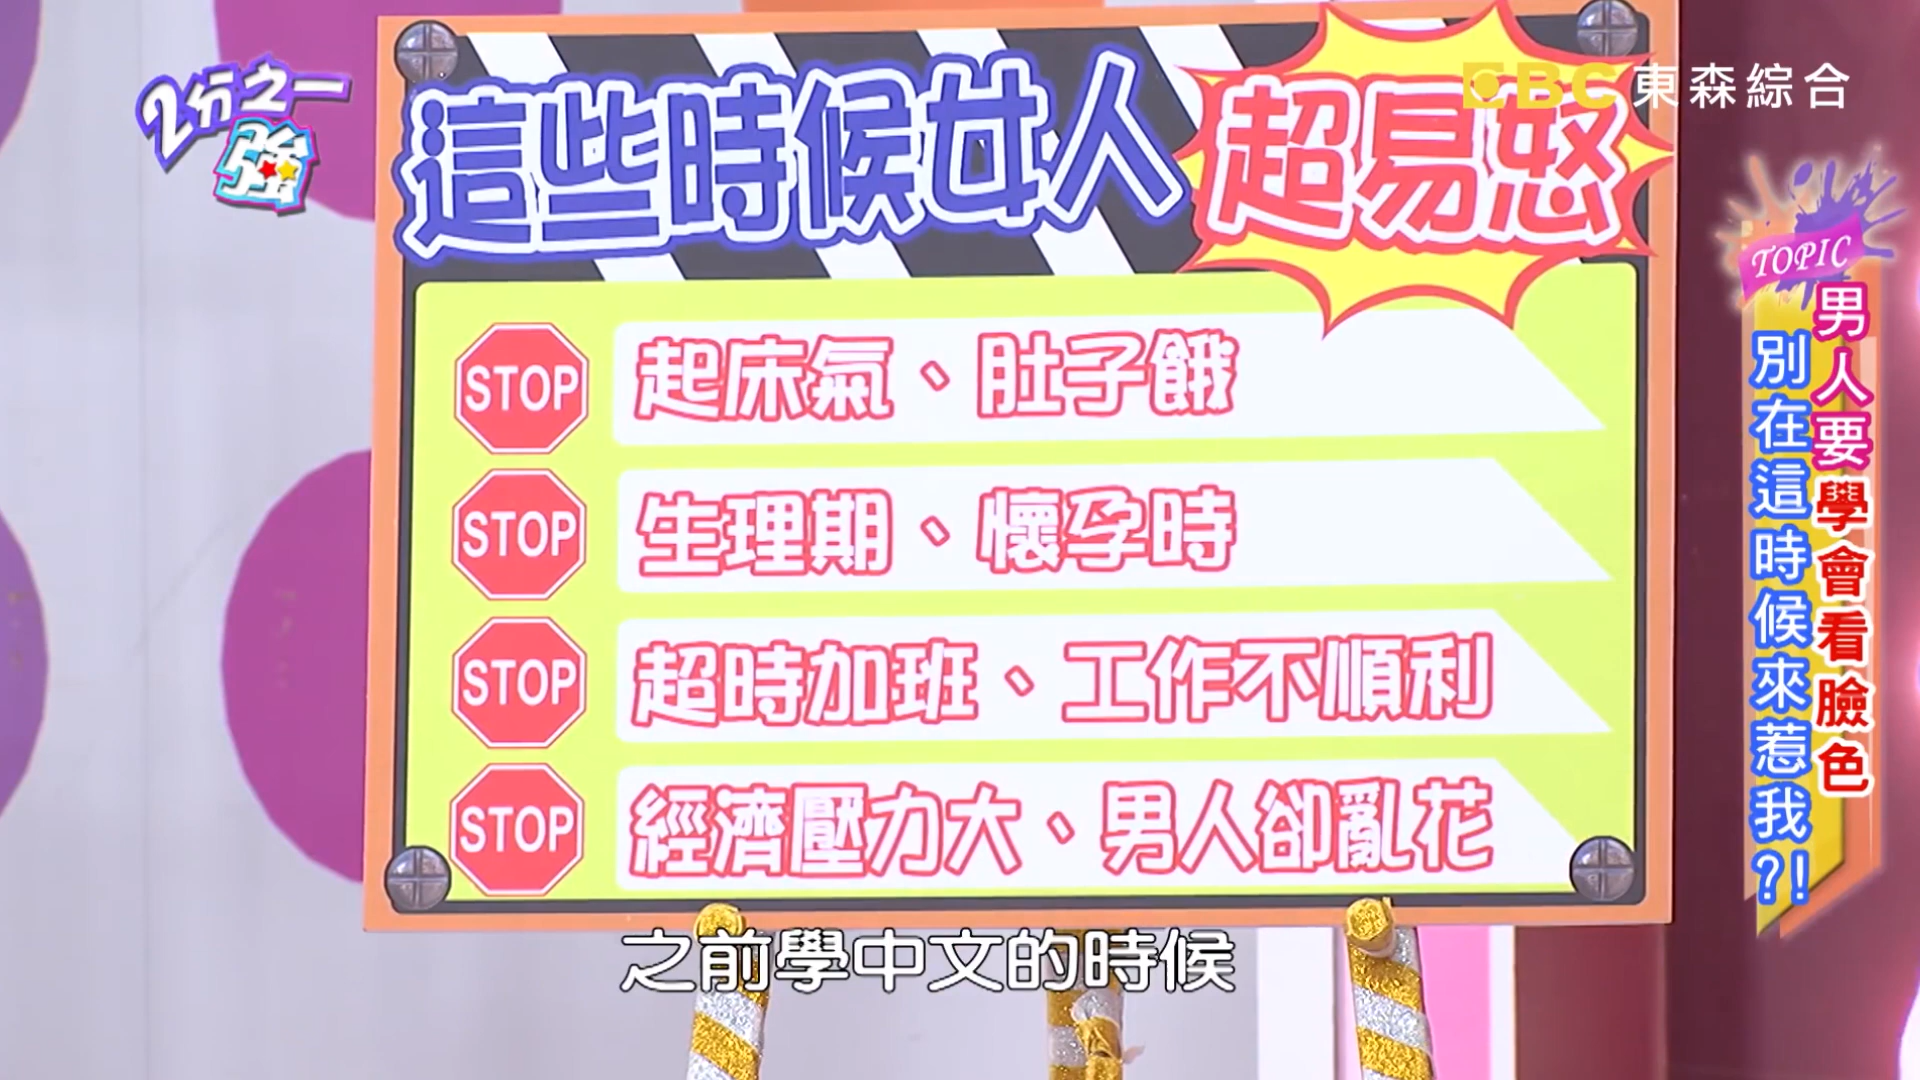 2分之一強
EBC 東森綜合
這些時候女人 超易怒
STOP 起床氣、肚子餓
STOP 生理期、懷孕時
STOP 超時加班、工作不順利
STOP 經濟壓力大、男人卻亂花
TOPIC
男人要學會看臉色
別在這時候來惹我?!
之前學中文的時候